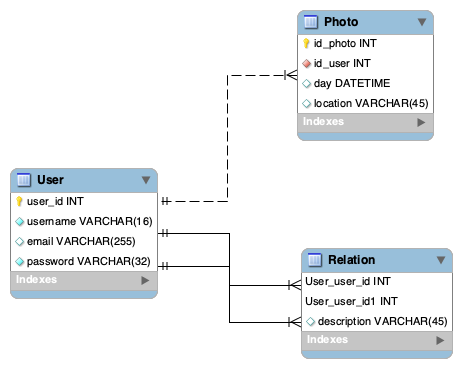 Photo
id_photo INT
id_user INT
day DATETIME
location VARCHAR(45)
Indexes
User
user_id INT
username VARCHAR(16)
email VARCHAR(255)
password VARCHAR(32)
Indexes
Relation
User_user_id INT
User_user_id1 INT
description VARCHAR(45)
Indexes